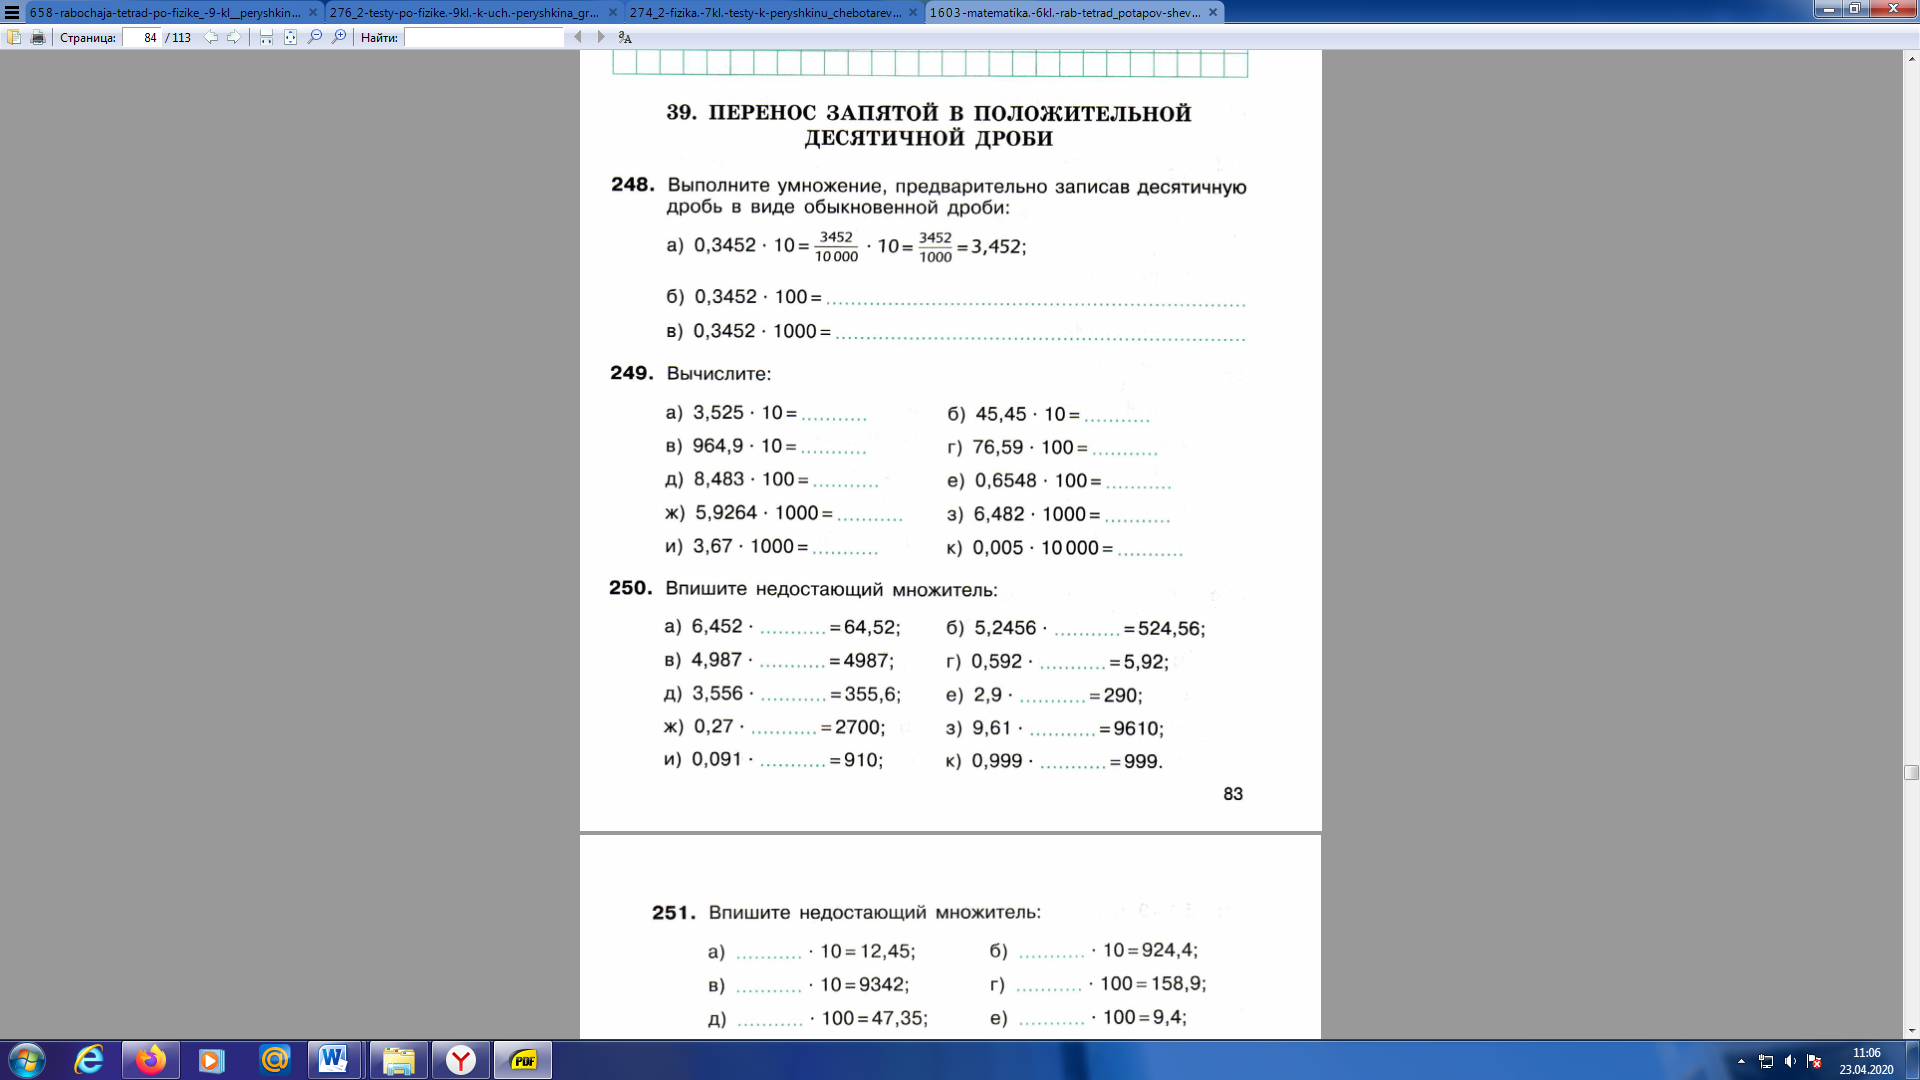 658-rabochaja-tetrad-po-fizike_-9-kl__peryshkin...
276_2-testy-po-fizike.-9kl.-k-uch.-peryshkina_gr...
274_2-fizika.-7kl.-testy-k-peryshkinu_chebotarev...
1603-matematika.-6kl.-rab-tetrad_potapov-shev...
Страница: 84 / 113 Найти:
39. ПЕРЕНОС ЗАПЯТОЙ В ПОЛОЖИТЕЛЬНОЙ
ДЕСЯТИЧНОЙ ДРОБИ
248. Выполните умножение, предварительно записав десятичную
дробь в виде обыкновенной дроби:
а) 0,3452 · 10 = 3452/10 000 · 10 = 3452/1000 = 3,452;
б) 0,3452 · 100 = ...........
в) 0,3452 · 1000 = ...........
249. Вычислите:
а) 3,525 · 10 = ........... б) 45,45 · 10 = ...........
в) 964,9 · 10 = ........... г) 76,59 · 100 = ...........
д) 8,483 · 100 = ........... е) 0,6548 · 100 = ...........
ж) 5,9264 · 1000 = ........... з) 6,482 · 1000 = ...........
и) 3,67 · 1000 = ........... к) 0,005 · 10 000 = ...........
250. Впишите недостающий множитель:
а) 6,452 · ........... = 64,52; б) 5,2456 · ........... = 524,56;
в) 4,987 · ........... = 4987; г) 0,592 · ........... = 5,92;
д) 3,556 · ........... = 355,6; е) 2,9 · ........... = 290;
ж) 0,27 · ........... = 2700; з) 9,61 · ........... = 9610;
и) 0,091 · ........... = 910; к) 0,999 · ........... = 999.
83
251. Впишите недостающий множитель:
а) ........... · 10 = 12,45; б) ........... · 10 = 924,4;
в) ........... · 10 = 9342; г) ........... · 100 = 158,9;
д) ........... · 100 = 47,35; е) ........... · 100 = 9,4;
PDF
11:06
23.04.2020